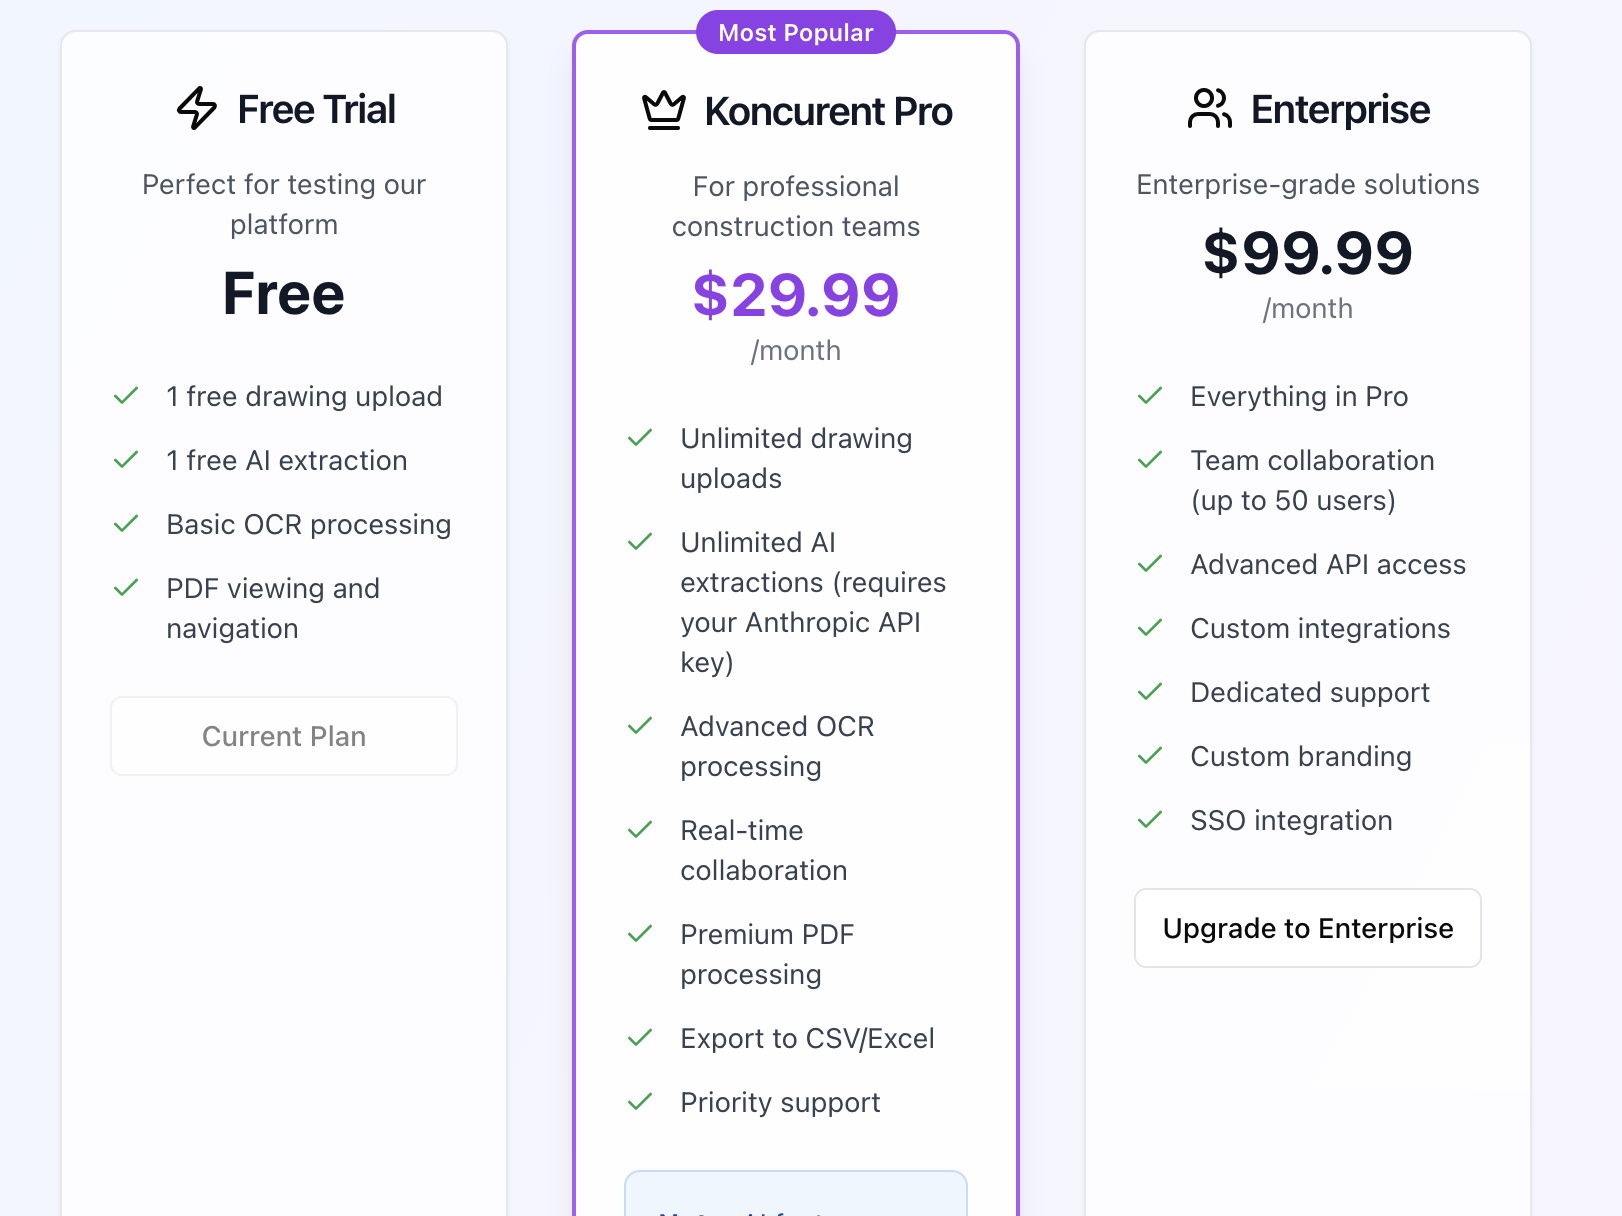 Free Trial
Perfect for testing our
platform
Free
1 free drawing upload
1 free AI extraction
Basic OCR processing
PDF viewing and
navigation
Current Plan
Most Popular
Koncurent Pro
For professional
construction teams
$29.99
/month
Unlimited drawing
uploads
Unlimited AI
extractions (requires
your Anthropic API
key)
Advanced OCR
processing
Real-time
collaboration
Premium PDF
processing
Export to CSV/Excel
Priority support
Enterprise
Enterprise-grade solutions
$99.99
/month
Everything in Pro
Team collaboration
(up to 50 users)
Advanced API access
Custom integrations
Dedicated support
Custom branding
SSO integration
Upgrade to Enterprise